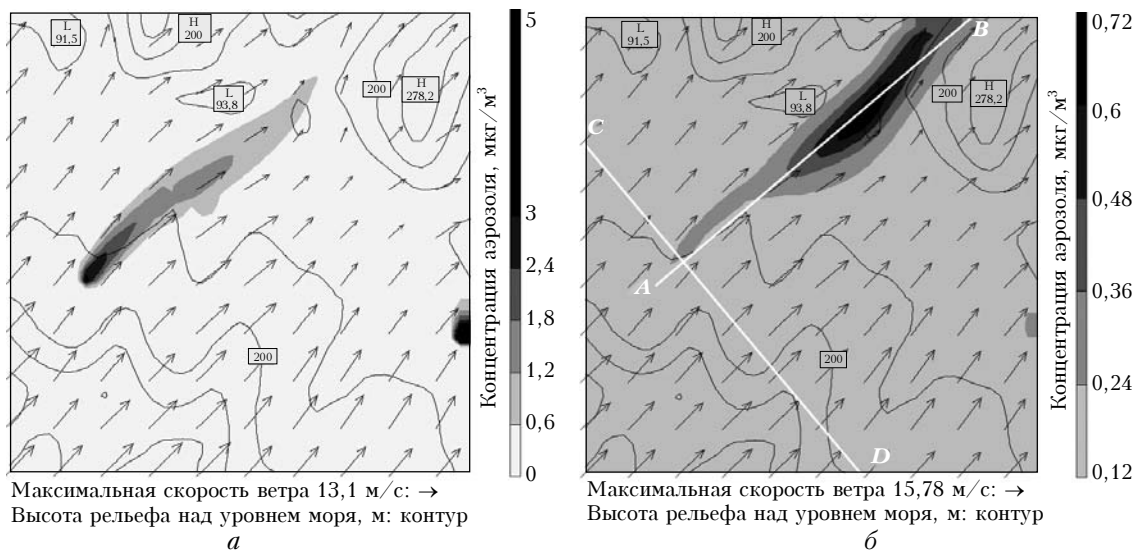 L
91,5
H
200
L
93,8
200
H
278,2
200
5
3
2,4
1,8
1,2
0,6
0
Концентрация аэрозоля, мкг/м³
Максимальная скорость ветра 13,1 м/с: →
Высота рельефа над уровнем моря, м: контур
а
L
91,5
H
200
B
L
93,8
200
H
278,2
C
A
200
D
0,72
0,6
0,48
0,36
0,24
0,12
Концентрация аэрозоля, мкг/м³
Максимальная скорость ветра 15,78 м/с: →
Высота рельефа над уровнем моря, м: контур
б